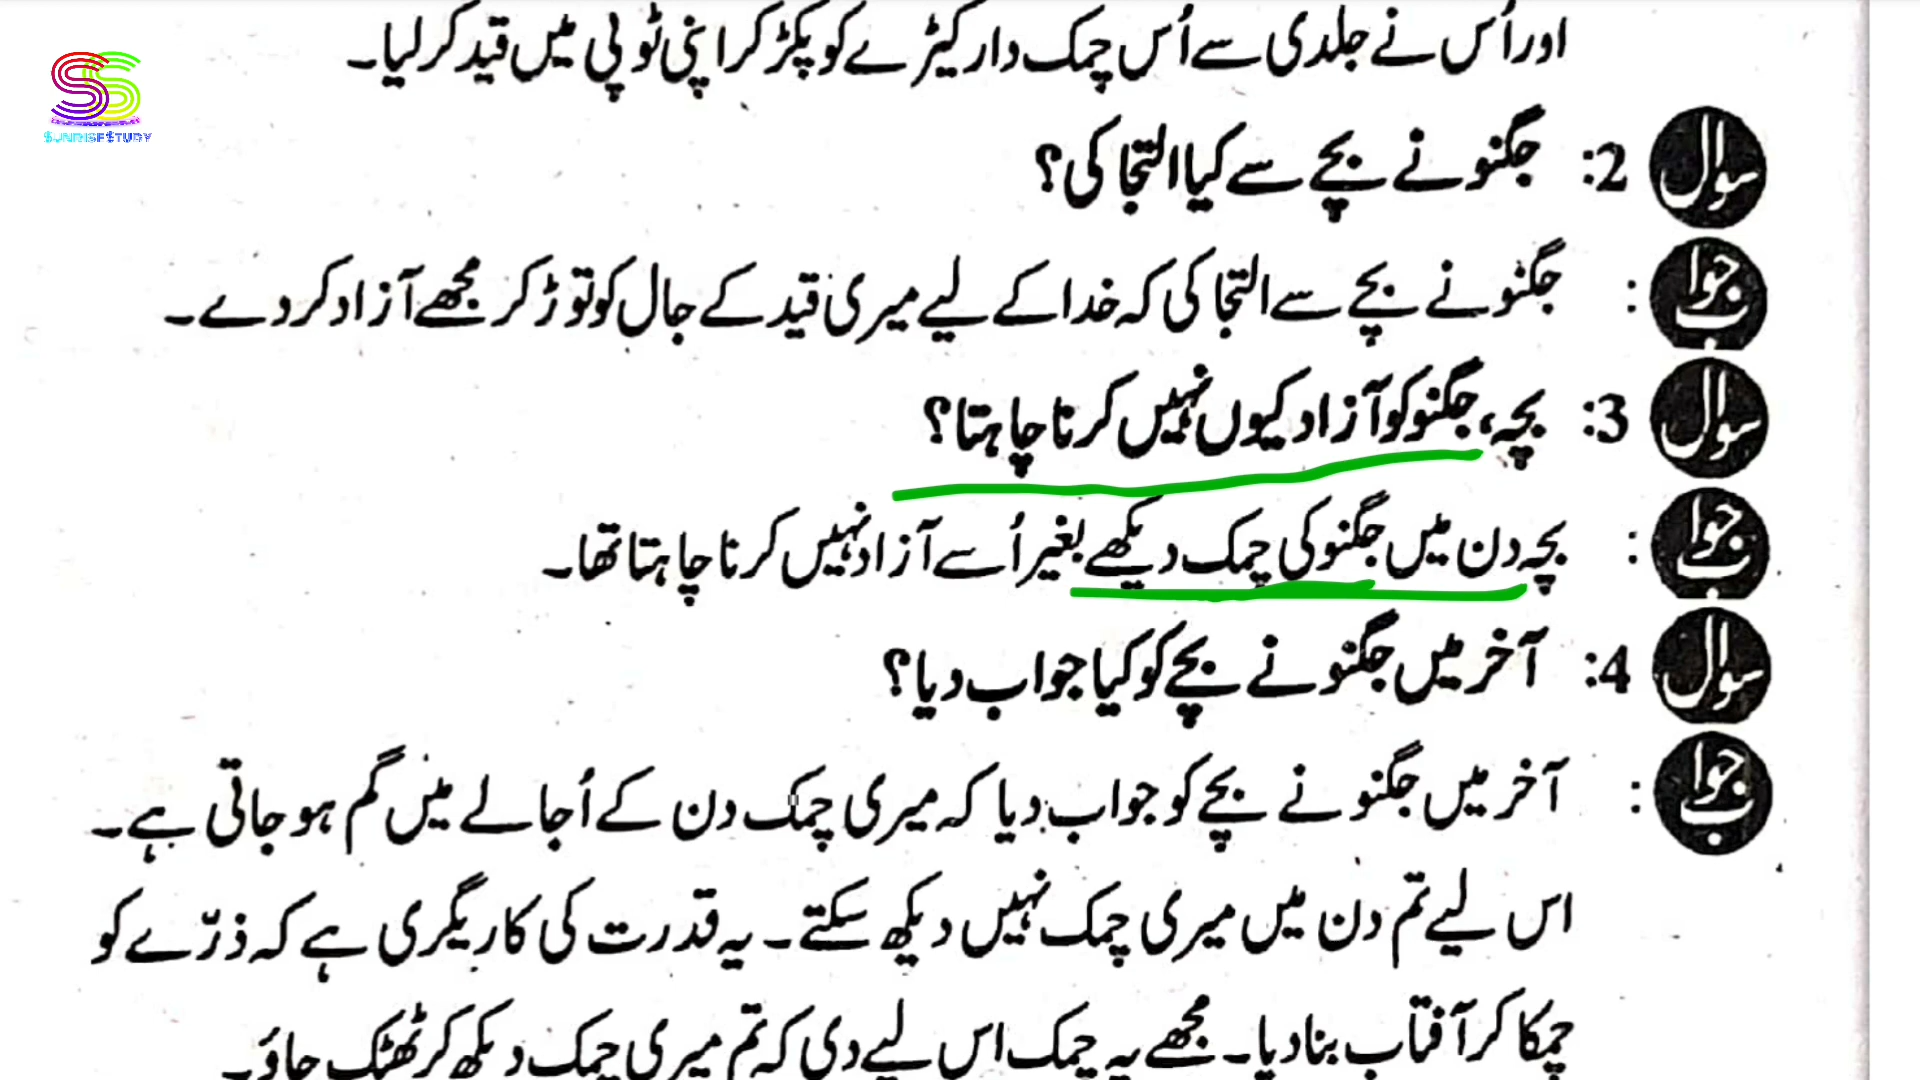 اور اُس نے جلدی سے اُس چمک دار کیڑے کو پکڑ کر اپنی ٹوپی میں قید کر لیا۔
SUNRISE STUDY
سوال 2: جگنو نے بچے سے کیا التجا کی؟
جواب : جگنو نے بچے سے التجا کی کہ خدا کے لیے میری قید کے جال کو توڑ کر مجھے آزاد کر دے۔
سوال 3: بچہ، جگنو کو آزاد کیوں نہیں کرنا چاہتا؟
جواب : بچہ دن میں جگنو کی چمک دیکھے بغیر اُسے آزاد نہیں کرنا چاہتا تھا۔
سوال 4: آخر میں جگنو نے بچے کو کیا جواب دیا؟
جواب : آخر میں جگنو نے بچے کو جواب دیا کہ میری چمک دن کے اُجالے میں گم ہو جاتی ہے۔
اس لیے تم دن میں میری چمک نہیں دیکھ سکتے۔ یہ قدرت کی کاریگری ہے کہ ذرّے کو
چمکا کر آفتاب بنا دیا۔ مجھے یہ چمک اس لیے دی کہ تم میری چمک دیکھ کر ٹھٹک جاؤ۔